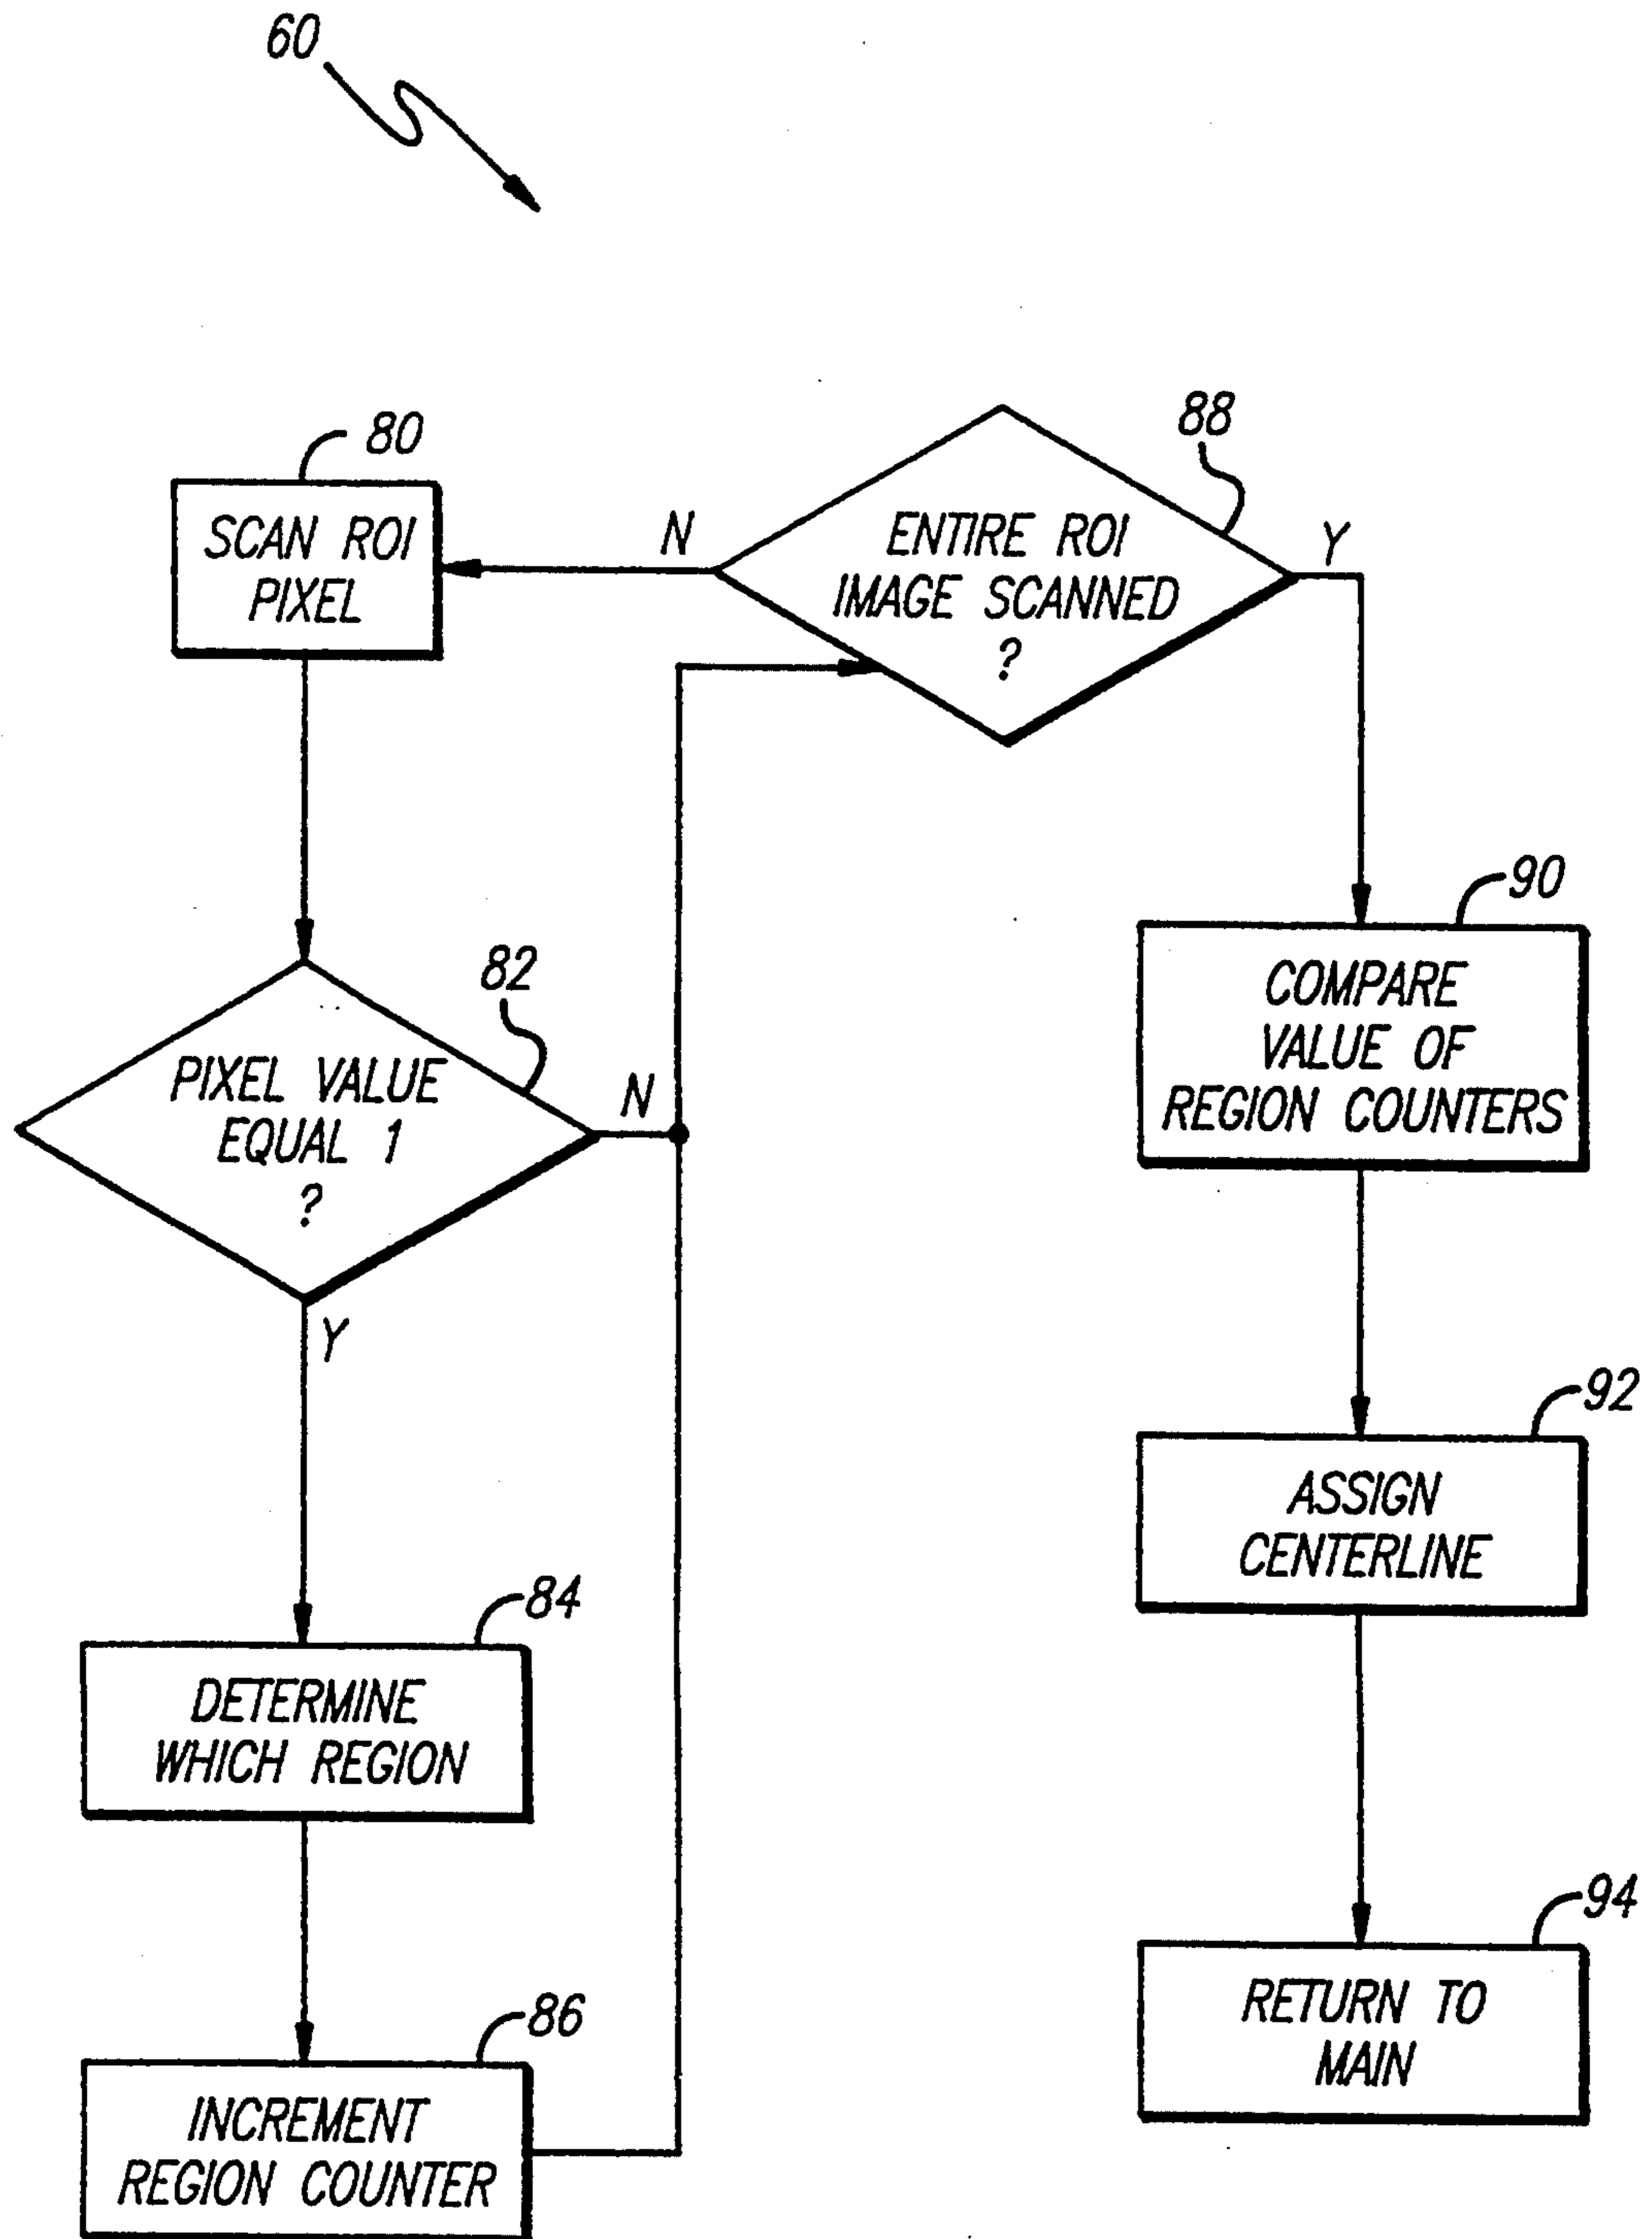 60
80
SCAN ROI
PIXEL
82
PIXEL VALUE
EQUAL 1
?
N
Y
84
DETERMINE
WHICH REGION
86
INCREMENT
REGION COUNTER
88
ENTIRE ROI
IMAGE SCANNED
?
N
Y
90
COMPARE
VALUE OF
REGION COUNTERS
92
ASSIGN
CENTERLINE
94
RETURN TO
MAIN